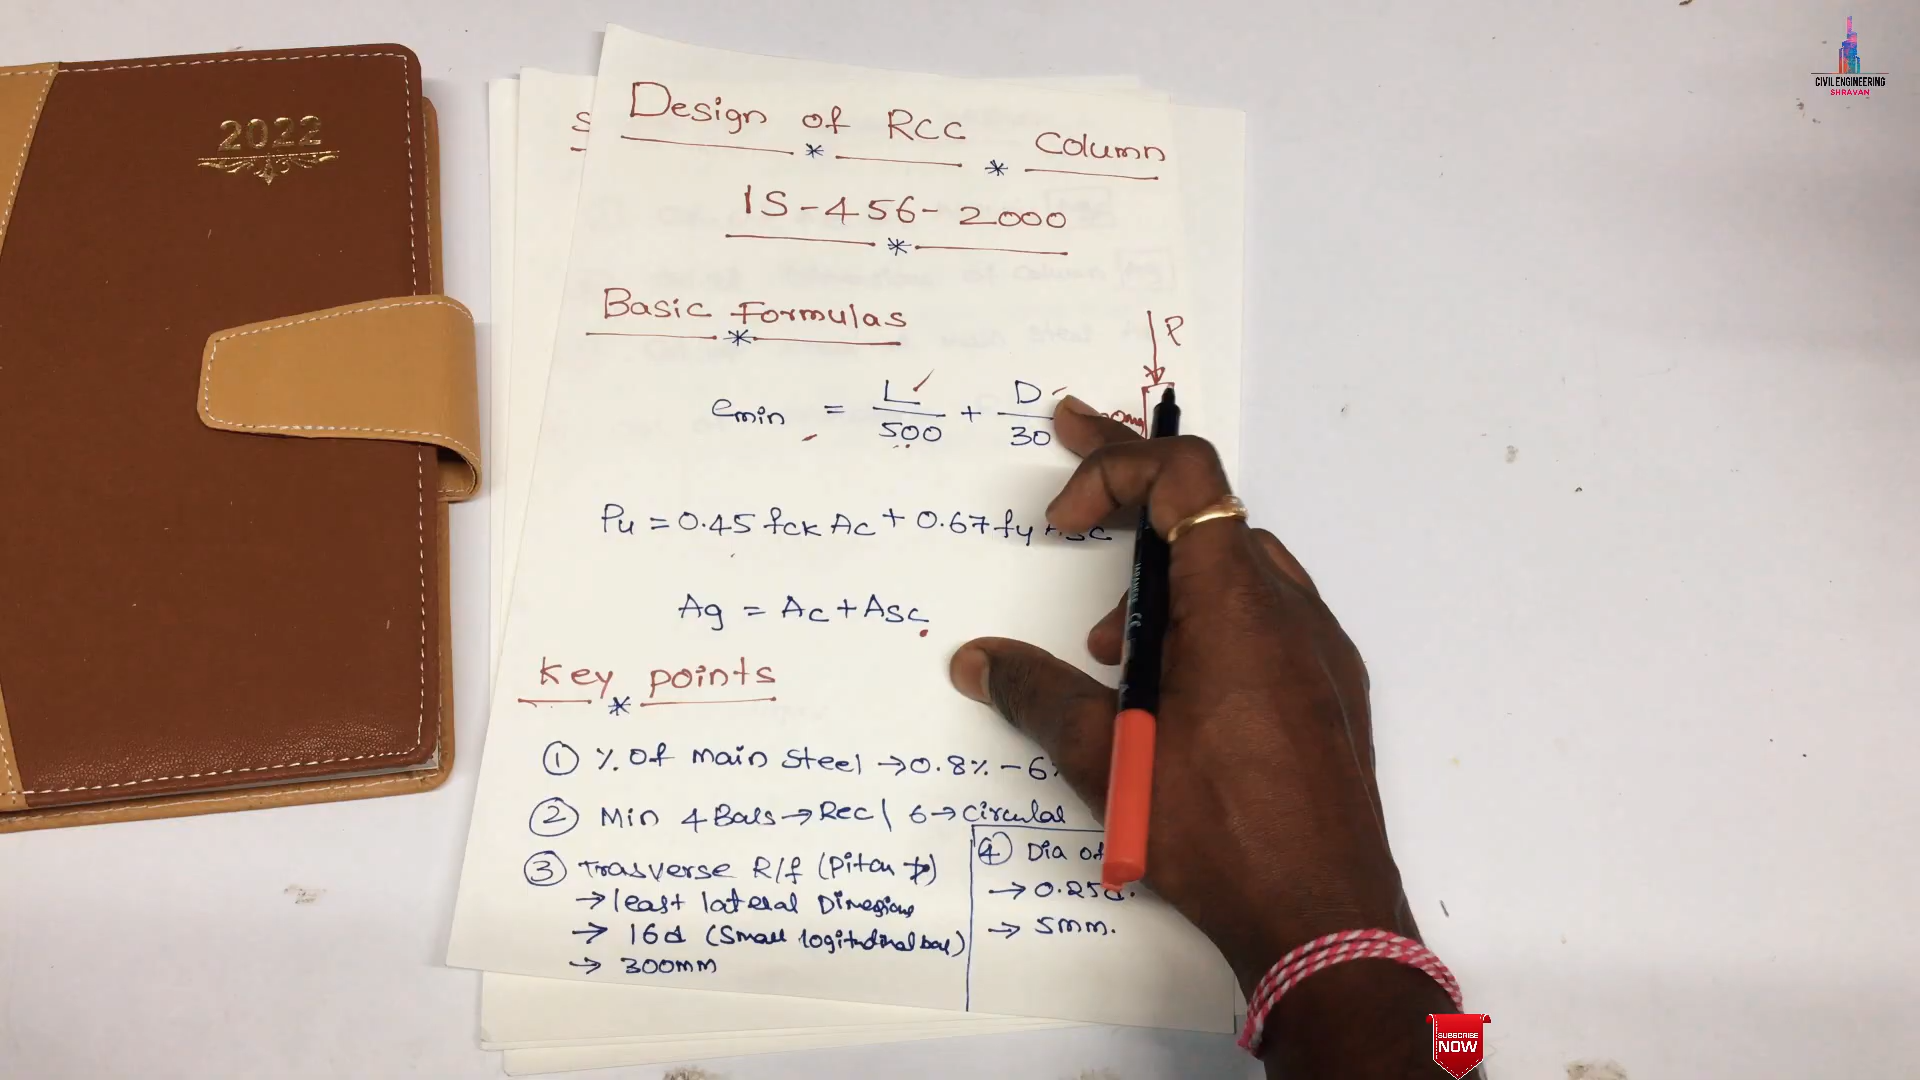 2022
CIVIL ENGINEERING
SHRAVAN
S
Design of RCC Column
IS-456-2000
Basic Formulas
P
emin = L/500 + D/30
Pu = 0.45 fck Ac + 0.67 fy Asc
Ag = Ac + Asc
Key points
① % of main steel → 0.8% - 6%
② Min 4 Bars → Rec | 6 → Circular
③ Trasverse R/f (Pitch)
→ least lateral
→ 16d (Small logitudinal bar)
→ 300mm
④ Dia of
→ 0.25d.
→ 5mm.
SUBSCRIBE
NOW